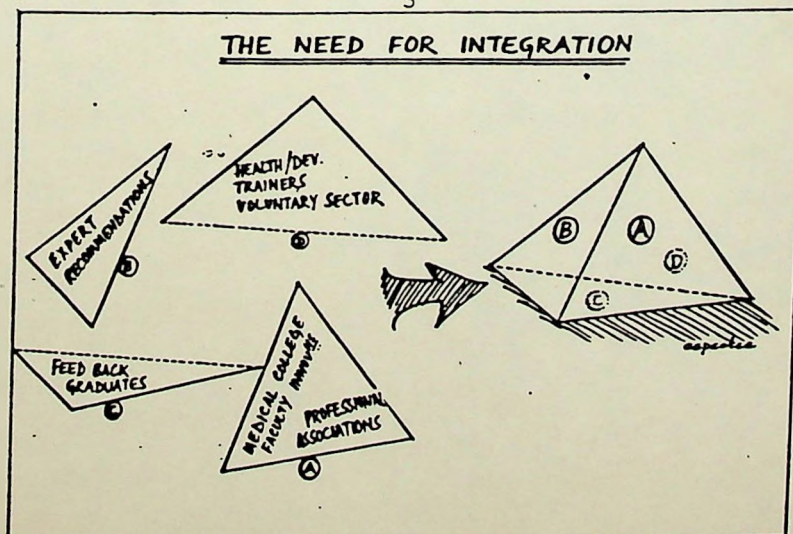 5
THE NEED FOR INTEGRATION
EXPERT
RECOMMENDATIONS
B
HEALTH/DEV.
TRAINERS
VOLUNTARY SECTOR
D
FEED BACK
GRADUATES
C
MEDICAL COLLEGE
FACULTY
PROFESSIONAL
ASSOCIATIONS
A
B
A
D
C